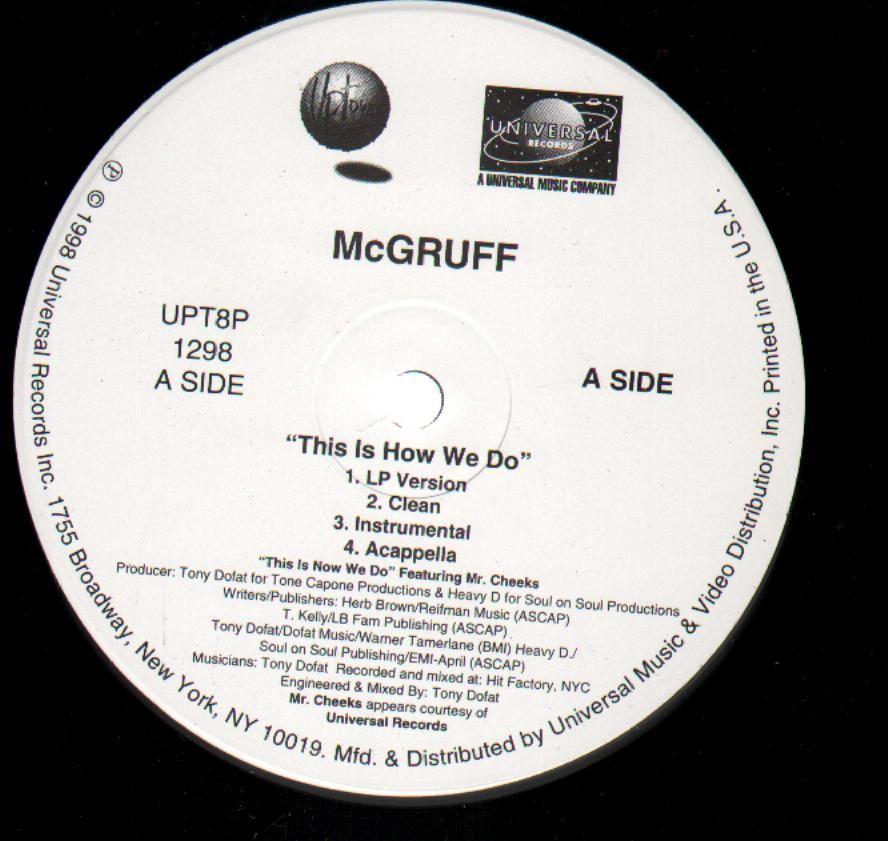 Uptown
UNIVERSAL
RECORDS
A UNIVERSAL MUSIC COMPANY
McGRUFF
UPT8P
1298
A SIDE
A SIDE
“This Is How We Do”
1. LP Version
2. Clean
3. Instrumental
4. Acappella
“This Is Now We Do” Featuring Mr. Cheeks
Producer: Tony Dofat for Tone Capone Productions & Heavy D for Soul on Soul Productions
Writers/Publishers: Herb Brown/Reifman Music (ASCAP)
T. Kelly/LB Fam Publishing (ASCAP)
Tony Dofat/Dofat Music/Warner Tamerlane (BMI) Heavy D./
Soul on Soul Publishing/EMI-April (ASCAP)
Musicians: Tony Dofat Recorded and mixed at: Hit Factory, NYC
Engineered & Mixed By: Tony Dofat
Mr. Cheeks appears courtesy of
Universal Records
℗ © 1998 Universal Records Inc. 1755 Broadway, New York, NY 10019. Mfd. & Distributed by Universal Music & Video Distribution, Inc. Printed in the U.S.A.